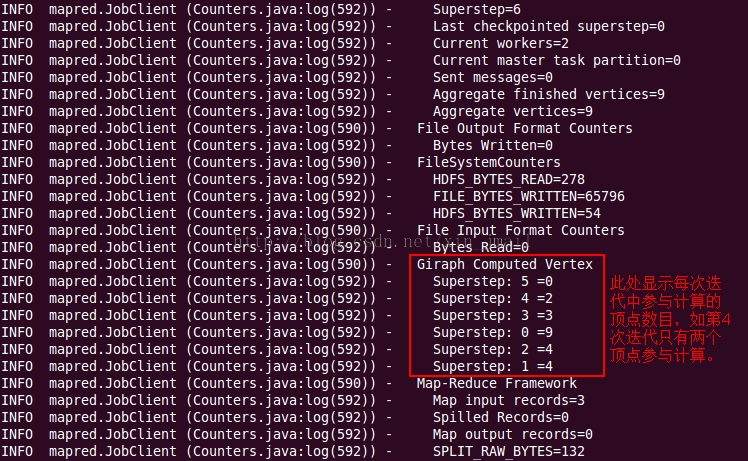 INFO  mapred.JobClient (Counters.java:log(592)) -     Superstep=6
INFO  mapred.JobClient (Counters.java:log(592)) -     Last checkpointed superstep=0
INFO  mapred.JobClient (Counters.java:log(592)) -     Current workers=2
INFO  mapred.JobClient (Counters.java:log(592)) -     Current master task partition=0
INFO  mapred.JobClient (Counters.java:log(592)) -     Sent messages=0
INFO  mapred.JobClient (Counters.java:log(592)) -     Aggregate finished vertices=9
INFO  mapred.JobClient (Counters.java:log(592)) -     Aggregate vertices=9
INFO  mapred.JobClient (Counters.java:log(590)) -   File Output Format Counters
INFO  mapred.JobClient (Counters.java:log(592)) -     Bytes Written=0
INFO  mapred.JobClient (Counters.java:log(590)) -   FileSystemCounters
INFO  mapred.JobClient (Counters.java:log(592)) -     HDFS_BYTES_READ=278
INFO  mapred.JobClient (Counters.java:log(592)) -     FILE_BYTES_WRITTEN=65796
INFO  mapred.JobClient (Counters.java:log(592)) -     HDFS_BYTES_WRITTEN=54
INFO  mapred.JobClient (Counters.java:log(590)) -   File Input Format Counters
INFO  mapred.JobClient (Counters.java:log(592)) -     Bytes Read=0
INFO  mapred.JobClient (Counters.java:log(590)) -   Giraph Computed Vertex
INFO  mapred.JobClient (Counters.java:log(592)) -     Superstep: 5 =0
INFO  mapred.JobClient (Counters.java:log(592)) -     Superstep: 4 =2
INFO  mapred.JobClient (Counters.java:log(592)) -     Superstep: 3 =3
INFO  mapred.JobClient (Counters.java:log(592)) -     Superstep: 0 =9
INFO  mapred.JobClient (Counters.java:log(592)) -     Superstep: 2 =4
INFO  mapred.JobClient (Counters.java:log(592)) -     Superstep: 1 =4
此处显示每次迭
代中参与计算的
顶点数目，如第4
次迭代只有两个
顶点参与计算。
INFO  mapred.JobClient (Counters.java:log(590)) -   Map-Reduce Framework
INFO  mapred.JobClient (Counters.java:log(592)) -     Map input records=3
INFO  mapred.JobClient (Counters.java:log(592)) -     Spilled Records=0
INFO  mapred.JobClient (Counters.java:log(592)) -     Map output records=0
INFO  mapred.JobClient (Counters.java:log(592)) -     SPLIT_RAW_BYTES=132